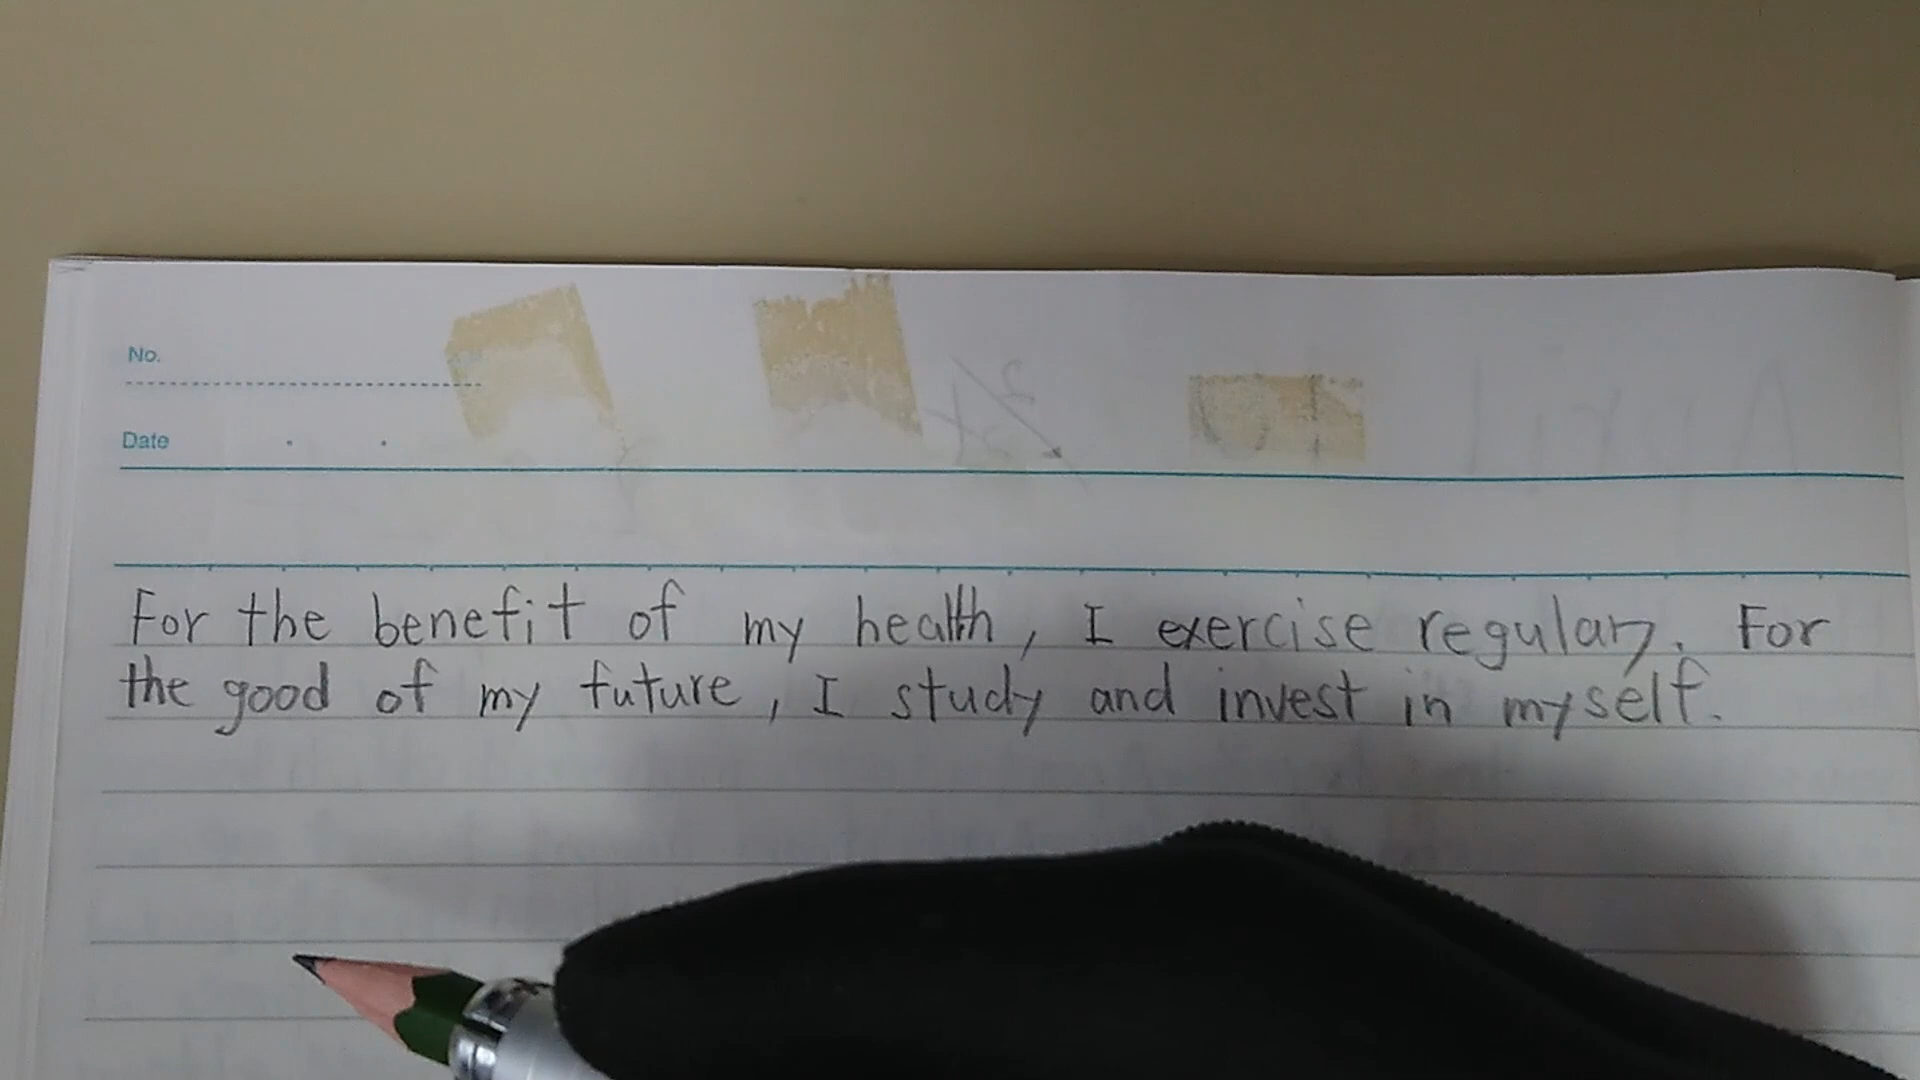 No.
Date
For the benefit of my health, I exercise regulary. For
the good of my future, I study and invest in myself.